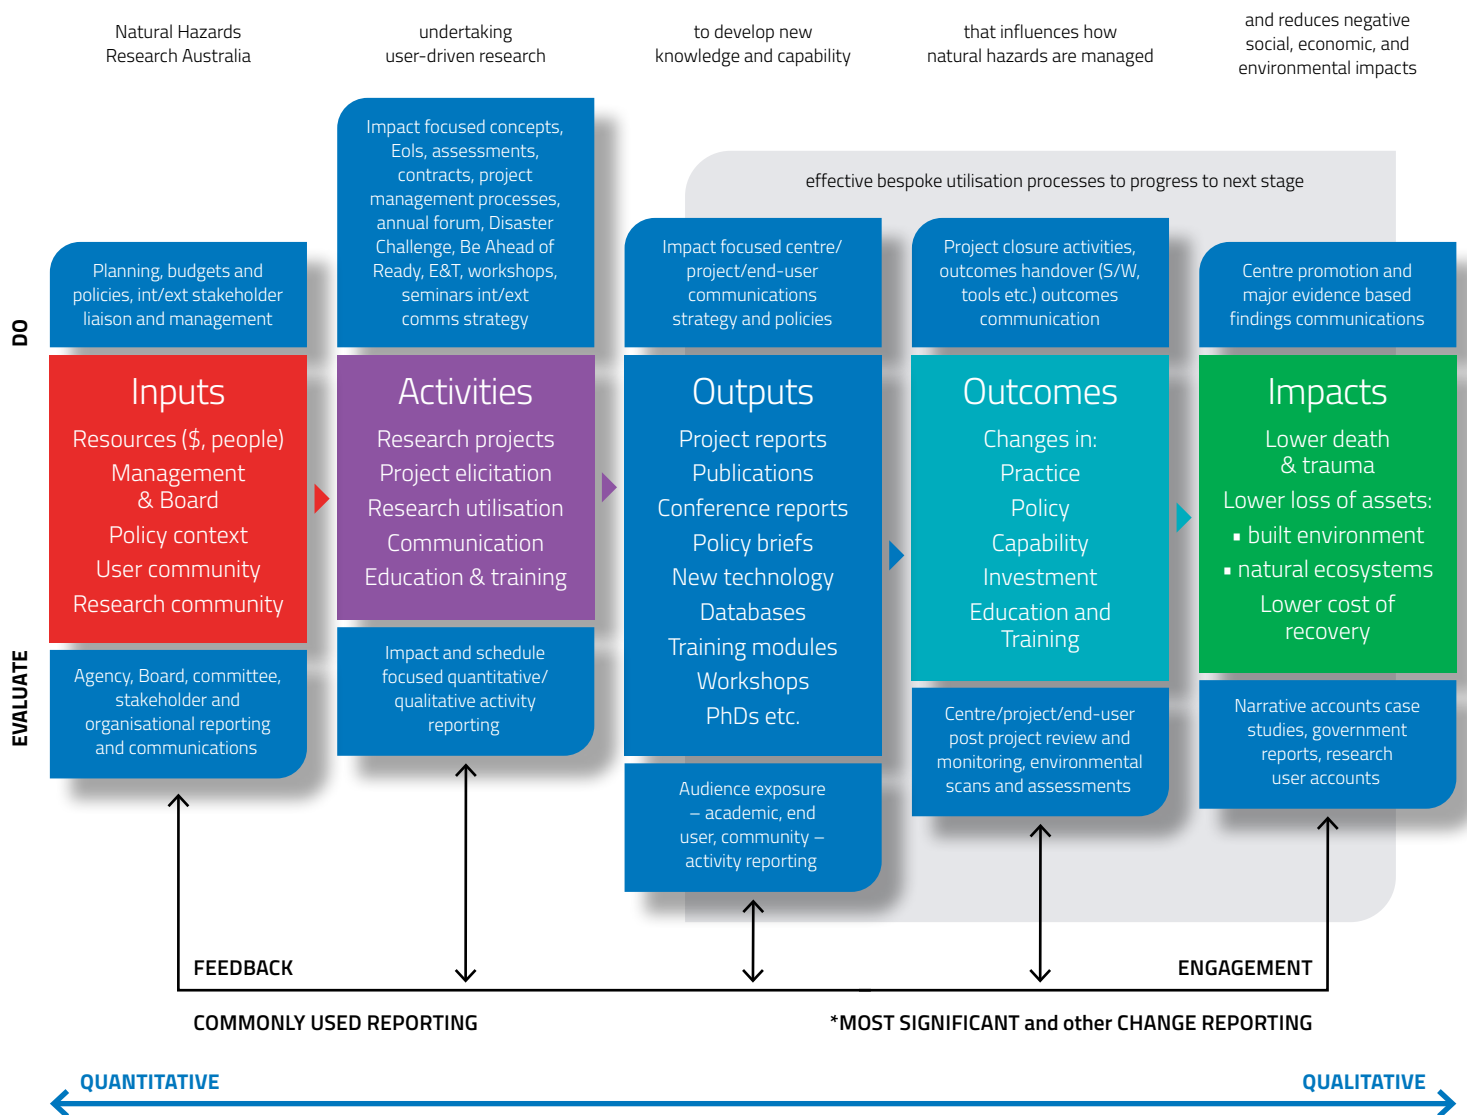 Natural Hazards
Research Australia
undertaking
user-driven research
to develop new
knowledge and capability
that influences how
natural hazards are managed
and reduces negative
social, economic, and
environmental impacts
effective bespoke utilisation processes to progress to next stage
DO
Planning, budgets and
policies, int/ext stakeholder
liaison and management
Impact focused concepts,
EoIs, assessments,
contracts, project
management processes,
annual forum, Disaster
Challenge, Be Ahead of
Ready, E&T, workshops,
seminars int/ext
comms strategy
Impact focused centre/
project/end-user
communications
strategy and policies
Project closure activities,
outcomes handover (S/W,
tools etc.) outcomes
communication
Centre promotion and
major evidence based
findings communications
Inputs
Resources ($, people)
Management
& Board
Policy context
User community
Research community
Activities
Research projects
Project elicitation
Research utilisation
Communication
Education & training
Outputs
Project reports
Publications
Conference reports
Policy briefs
New technology
Databases
Training modules
Workshops
PhDs etc.
Outcomes
Changes in:
Practice
Policy
Capability
Investment
Education and
Training
Impacts
Lower death
& trauma
Lower loss of assets:
▪ built environment
▪ natural ecosystems
Lower cost of
recovery
EVALUATE
Agency, Board, committee,
stakeholder and
organisational reporting
and communications
Impact and schedule
focused quantitative/
qualitative activity
reporting
Audience exposure
– academic, end
user, community –
activity reporting
Centre/project/end-user
post project review and
monitoring, environmental
scans and assessments
Narrative accounts case
studies, government
reports, research
user accounts
FEEDBACK
ENGAGEMENT
COMMONLY USED REPORTING
*MOST SIGNIFICANT and other CHANGE REPORTING
QUANTITATIVE
QUALITATIVE